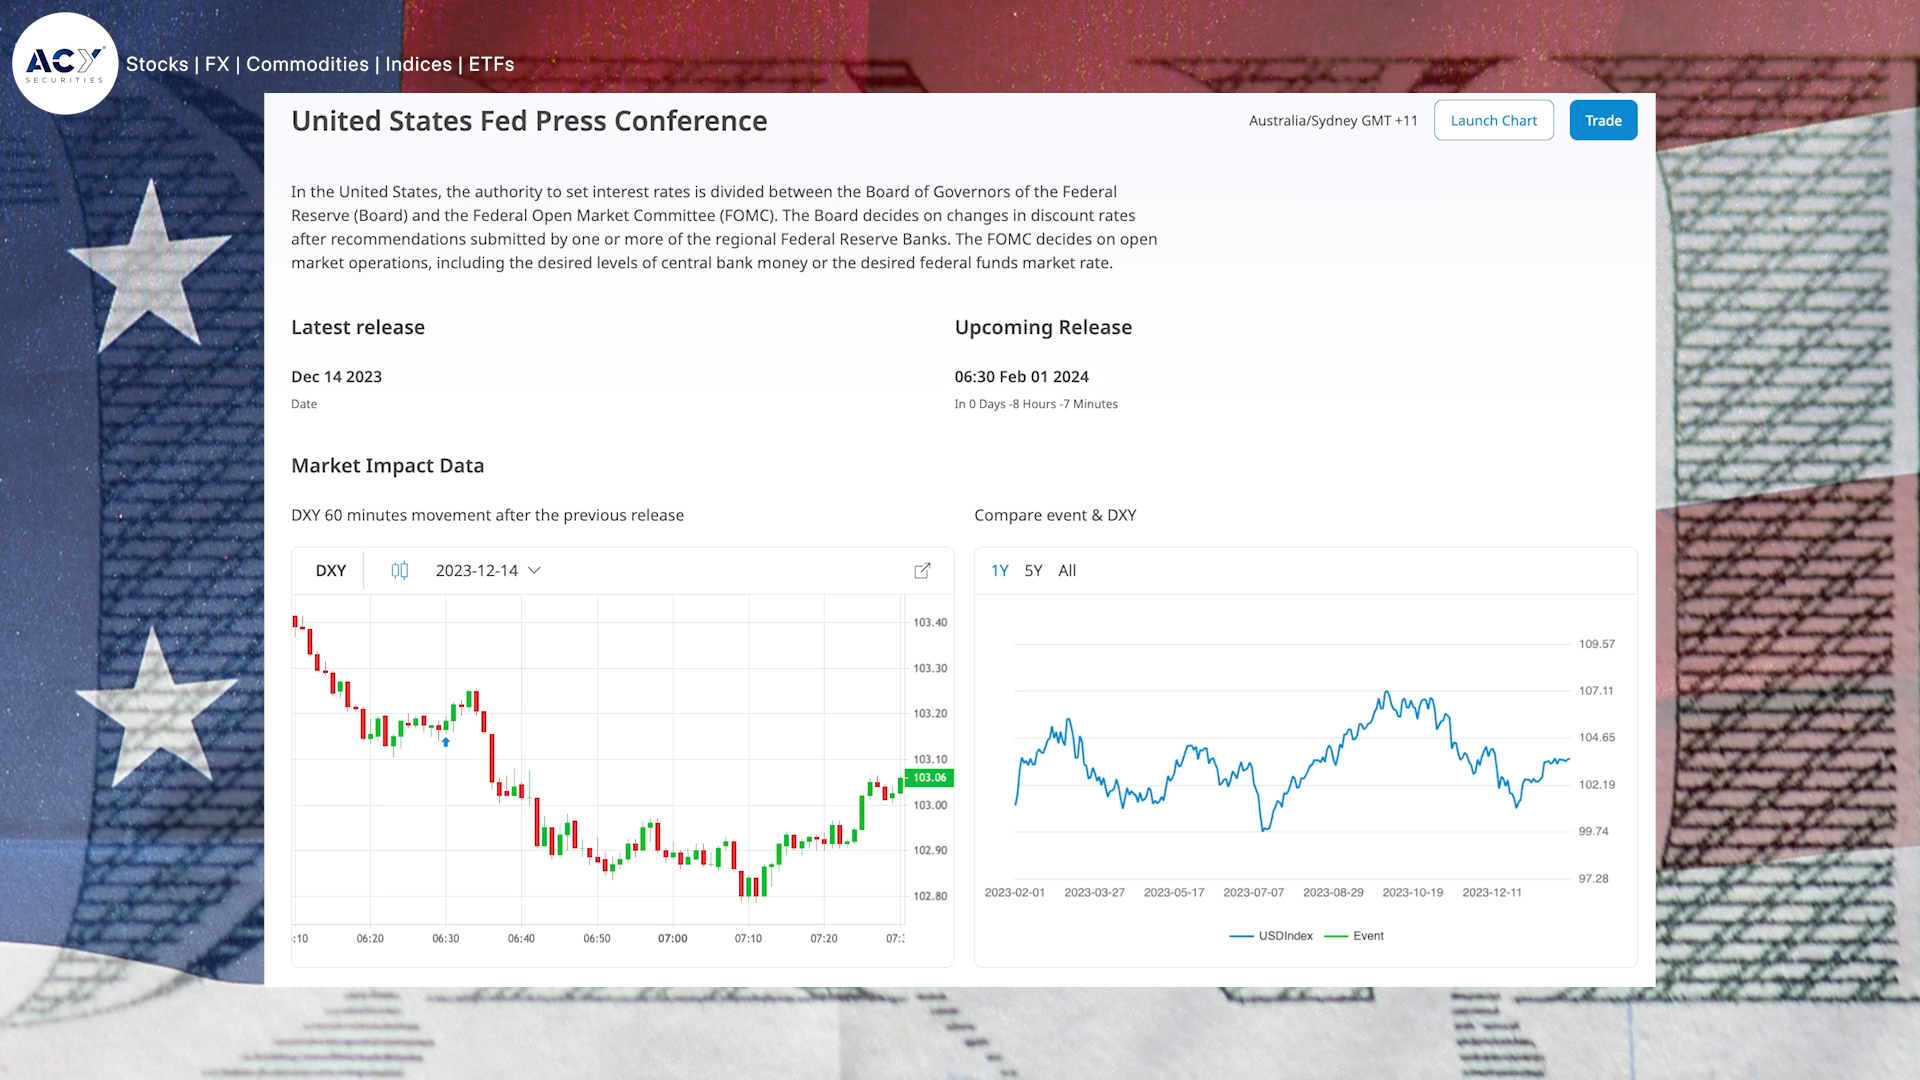 ACY
SECURITIES
Stocks | FX | Commodities | Indices | ETFs
United States Fed Press Conference
Australia/Sydney GMT +11
Launch Chart
Trade
In the United States, the authority to set interest rates is divided between the Board of Governors of the Federal
Reserve (Board) and the Federal Open Market Committee (FOMC). The Board decides on changes in discount rates
after recommendations submitted by one or more of the regional Federal Reserve Banks. The FOMC decides on open
market operations, including the desired levels of central bank money or the desired federal funds market rate.
Latest release
Dec 14 2023
Date
Upcoming Release
06:30 Feb 01 2024
In 0 Days -8 Hours -7 Minutes
Market Impact Data
DXY 60 minutes movement after the previous release
DXY
2023-12-14
103.40
103.30
103.20
103.10
103.06
103.00
102.90
102.80
:10 06:20 06:30 06:40 06:50 07:00 07:10 07:20 07:
Compare event & DXY
1Y 5Y All
109.57
107.11
104.65
102.19
99.74
97.28
2023-02-01 2023-03-27 2023-05-17 2023-07-07 2023-08-29 2023-10-19 2023-12-11
USDIndex Event